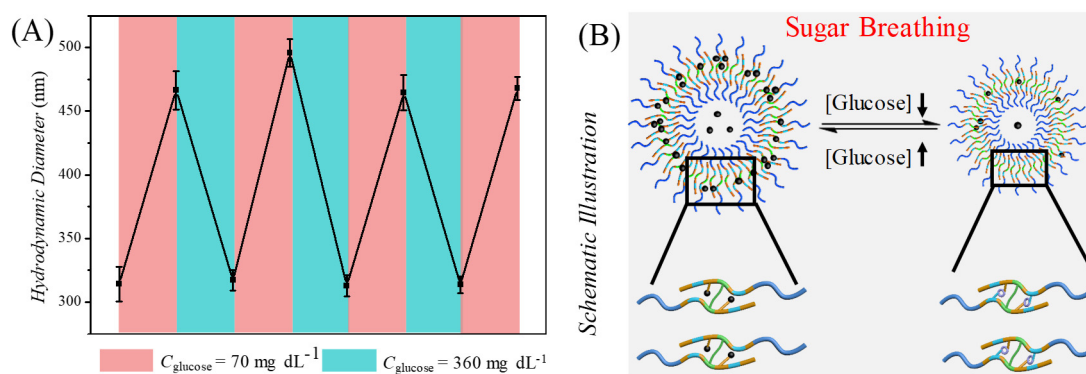 (A)
Hydrodynamic Diameter (nm)
500
450
400
350
300
C_glucose = 70 mg dL⁻¹
C_glucose = 360 mg dL⁻¹
(B)
Sugar Breathing
Schematic Illustration
[Glucose] ↓
[Glucose] ↑